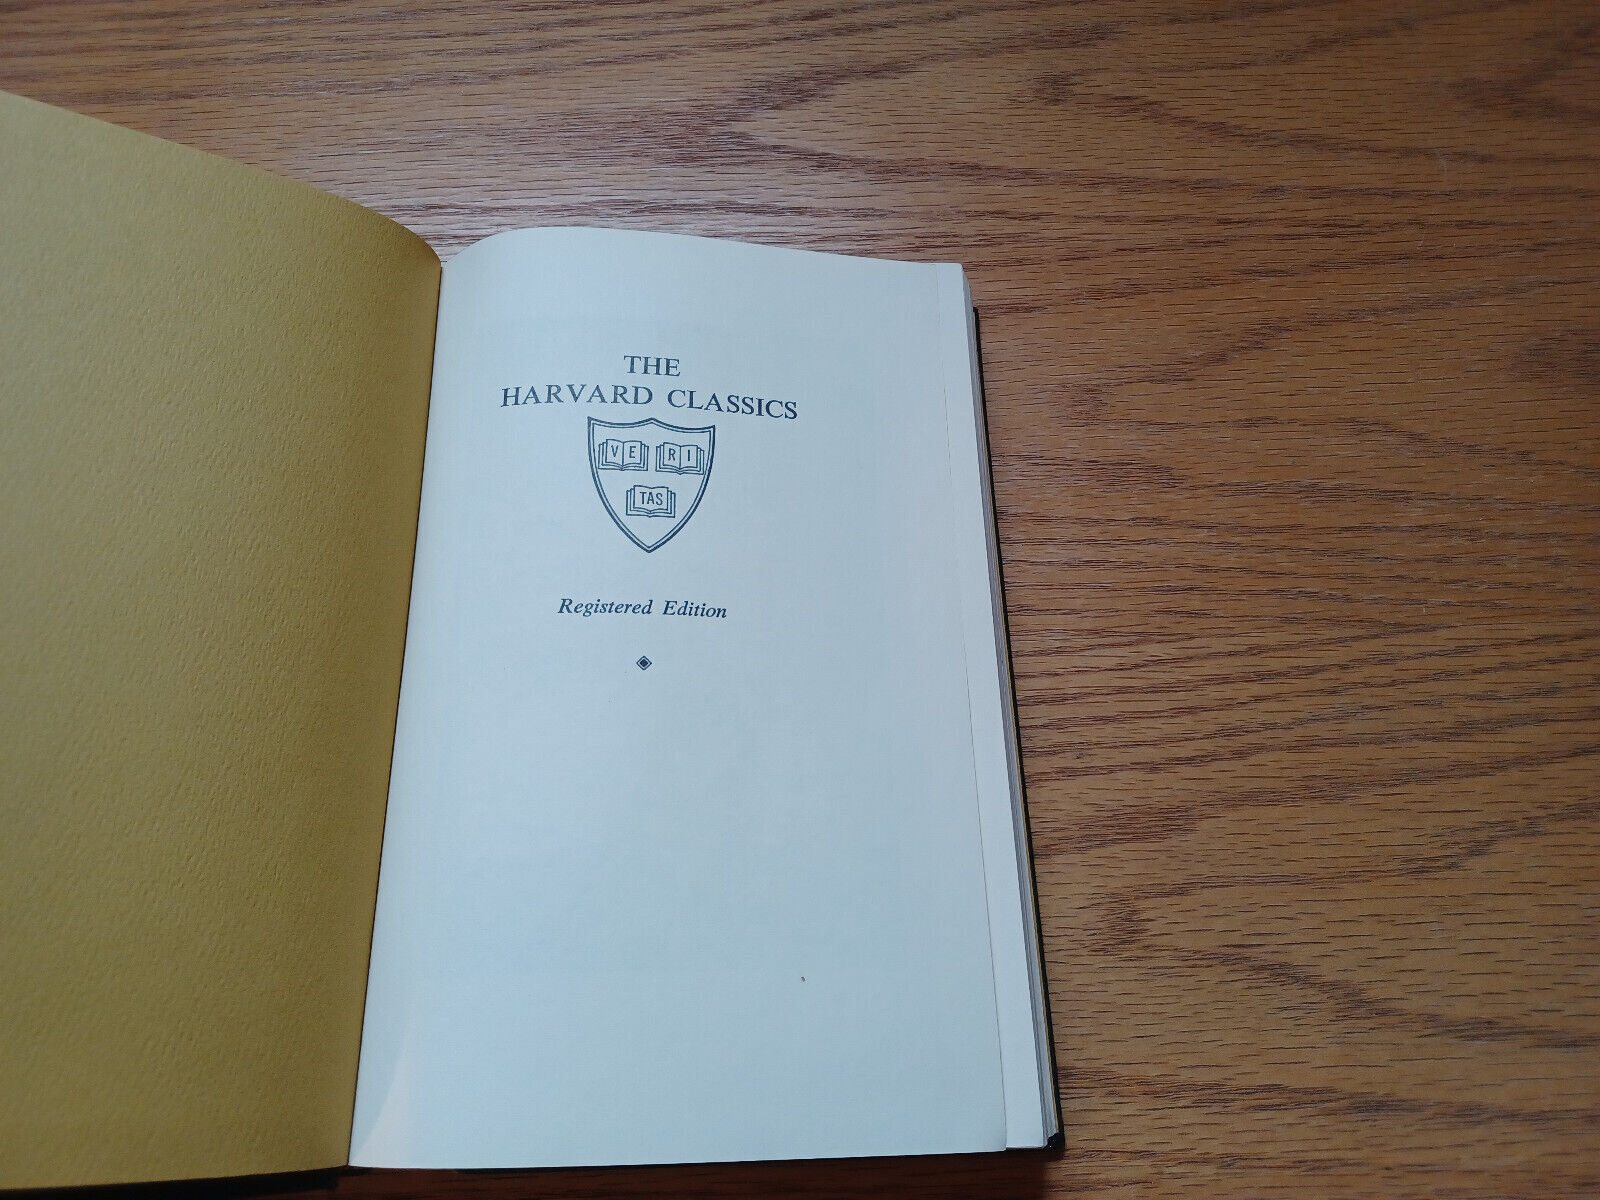 THE
HARVARD CLASSICS
VE RI
TAS
Registered Edition